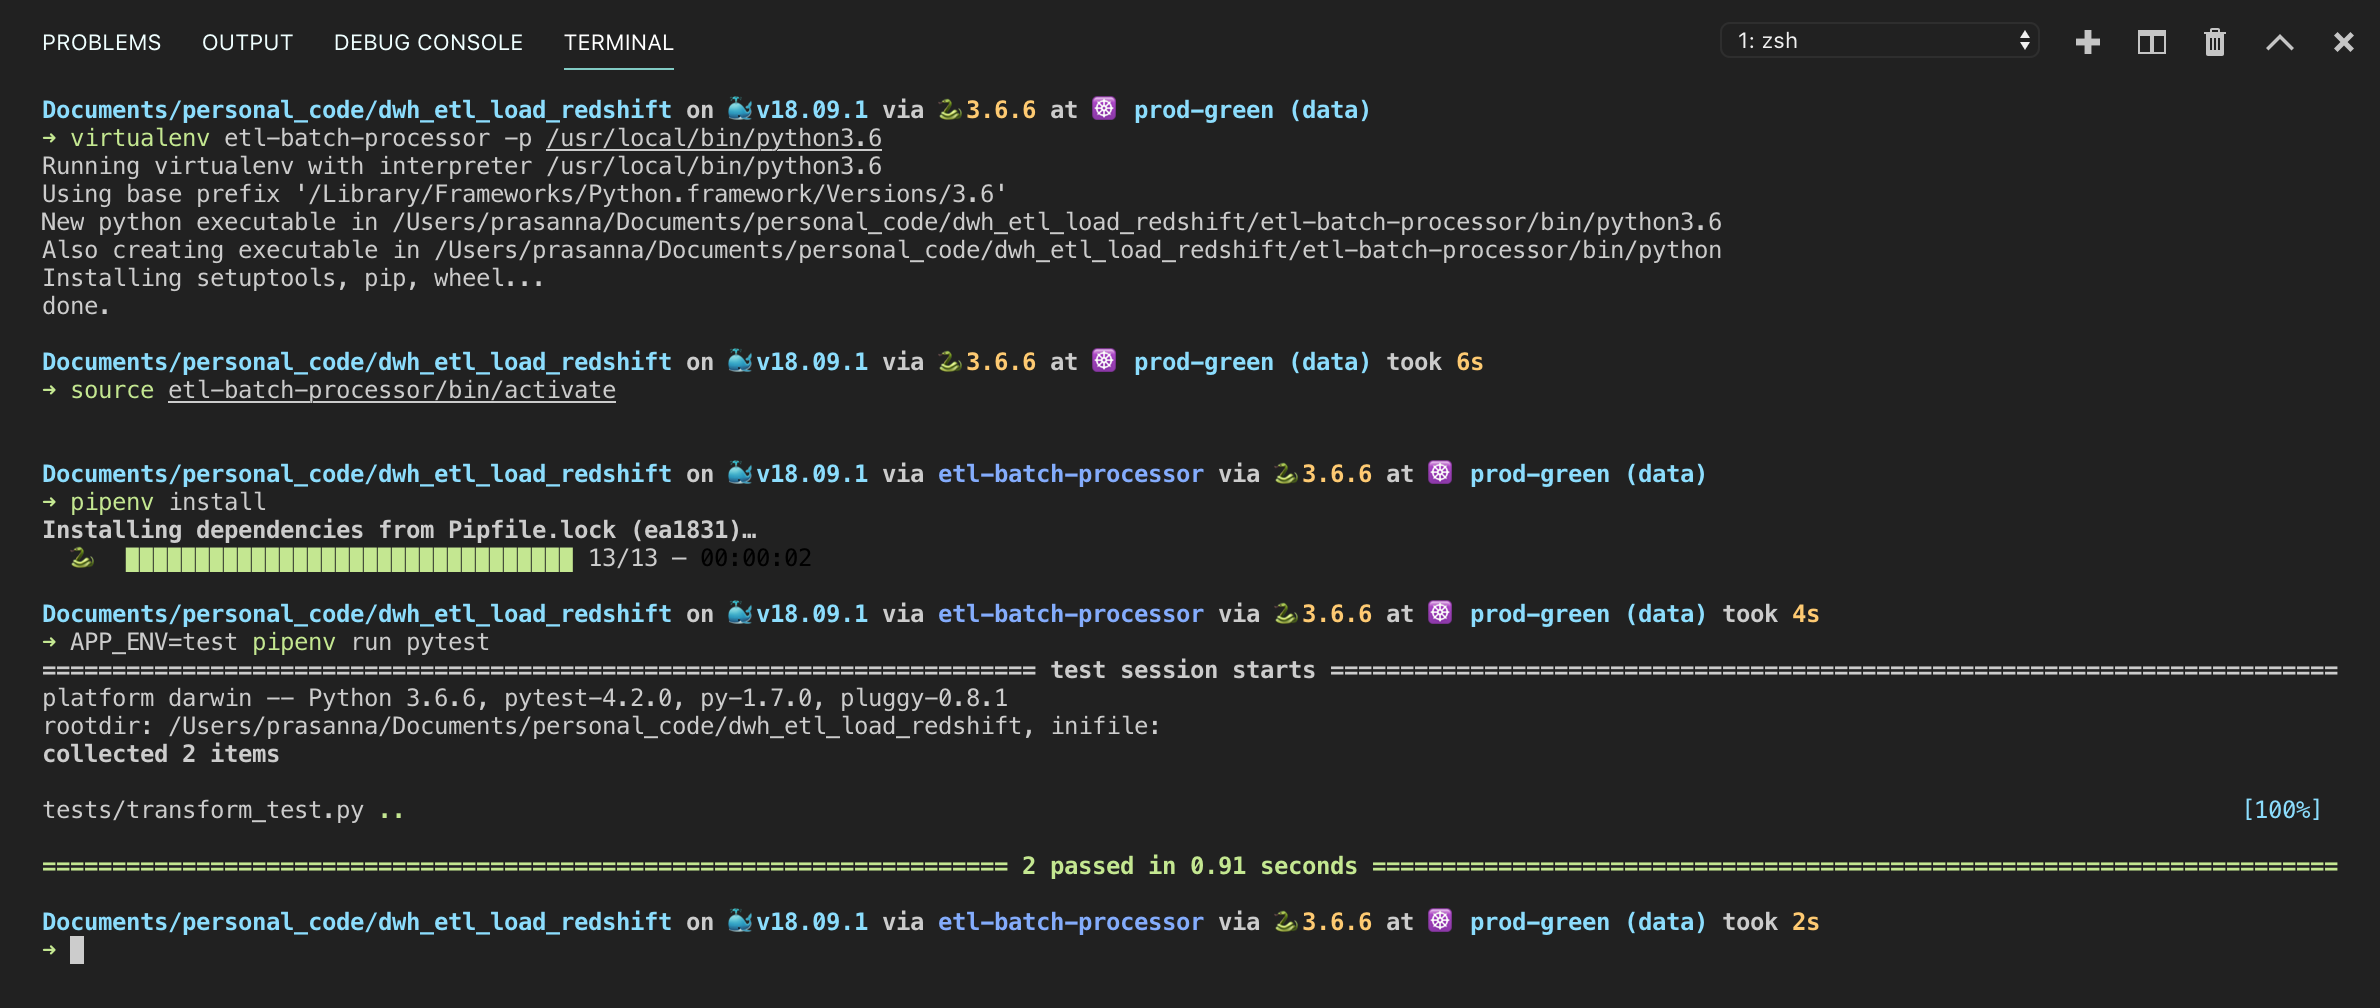 PROBLEMS OUTPUT DEBUG CONSOLE TERMINAL 1: zsh
Documents/personal_code/dwh_etl_load_redshift on 🐳v18.09.1 via 🐍3.6.6 at ☸ prod-green (data)
➜ virtualenv etl-batch-processor -p /usr/local/bin/python3.6
Running virtualenv with interpreter /usr/local/bin/python3.6
Using base prefix '/Library/Frameworks/Python.framework/Versions/3.6'
New python executable in /Users/prasanna/Documents/personal_code/dwh_etl_load_redshift/etl-batch-processor/bin/python3.6
Also creating executable in /Users/prasanna/Documents/personal_code/dwh_etl_load_redshift/etl-batch-processor/bin/python
Installing setuptools, pip, wheel...
done.
Documents/personal_code/dwh_etl_load_redshift on 🐳v18.09.1 via 🐍3.6.6 at ☸ prod-green (data) took 6s
➜ source etl-batch-processor/bin/activate
Documents/personal_code/dwh_etl_load_redshift on 🐳v18.09.1 via etl-batch-processor via 🐍3.6.6 at ☸ prod-green (data)
➜ pipenv install
Installing dependencies from Pipfile.lock (ea1831)…
🐍 ▉▉▉▉▉▉▉▉▉▉▉▉▉▉▉▉▉▉▉▉▉▉▉▉▉▉▉▉▉▉▉▉ 13/13 — 00:00:02
Documents/personal_code/dwh_etl_load_redshift on 🐳v18.09.1 via etl-batch-processor via 🐍3.6.6 at ☸ prod-green (data) took 4s
➜ APP_ENV=test pipenv run pytest
======================================================================= test session starts ========================================================================
platform darwin -- Python 3.6.6, pytest-4.2.0, py-1.7.0, pluggy-0.8.1
rootdir: /Users/prasanna/Documents/personal_code/dwh_etl_load_redshift, inifile:
collected 2 items
tests/transform_test.py .. [100%]
===================================================================== 2 passed in 0.91 seconds =====================================================================
Documents/personal_code/dwh_etl_load_redshift on 🐳v18.09.1 via etl-batch-processor via 🐍3.6.6 at ☸ prod-green (data) took 2s
➜